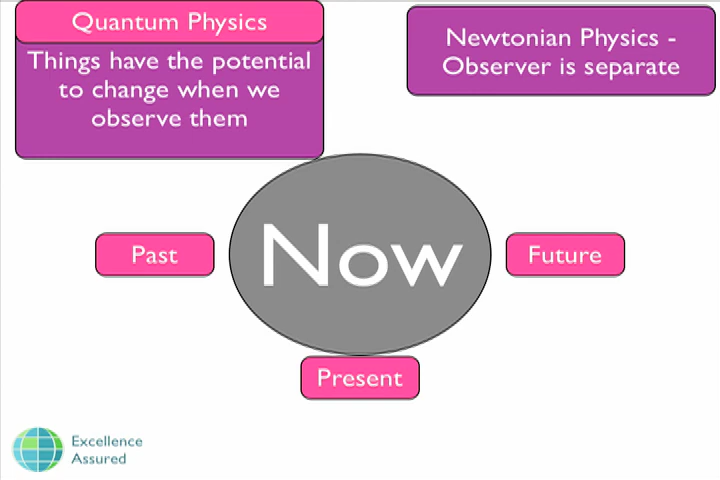 Quantum Physics
Things have the potential
to change when we
observe them
Newtonian Physics -
Observer is separate
Past
Now
Future
Present
Excellence
Assured